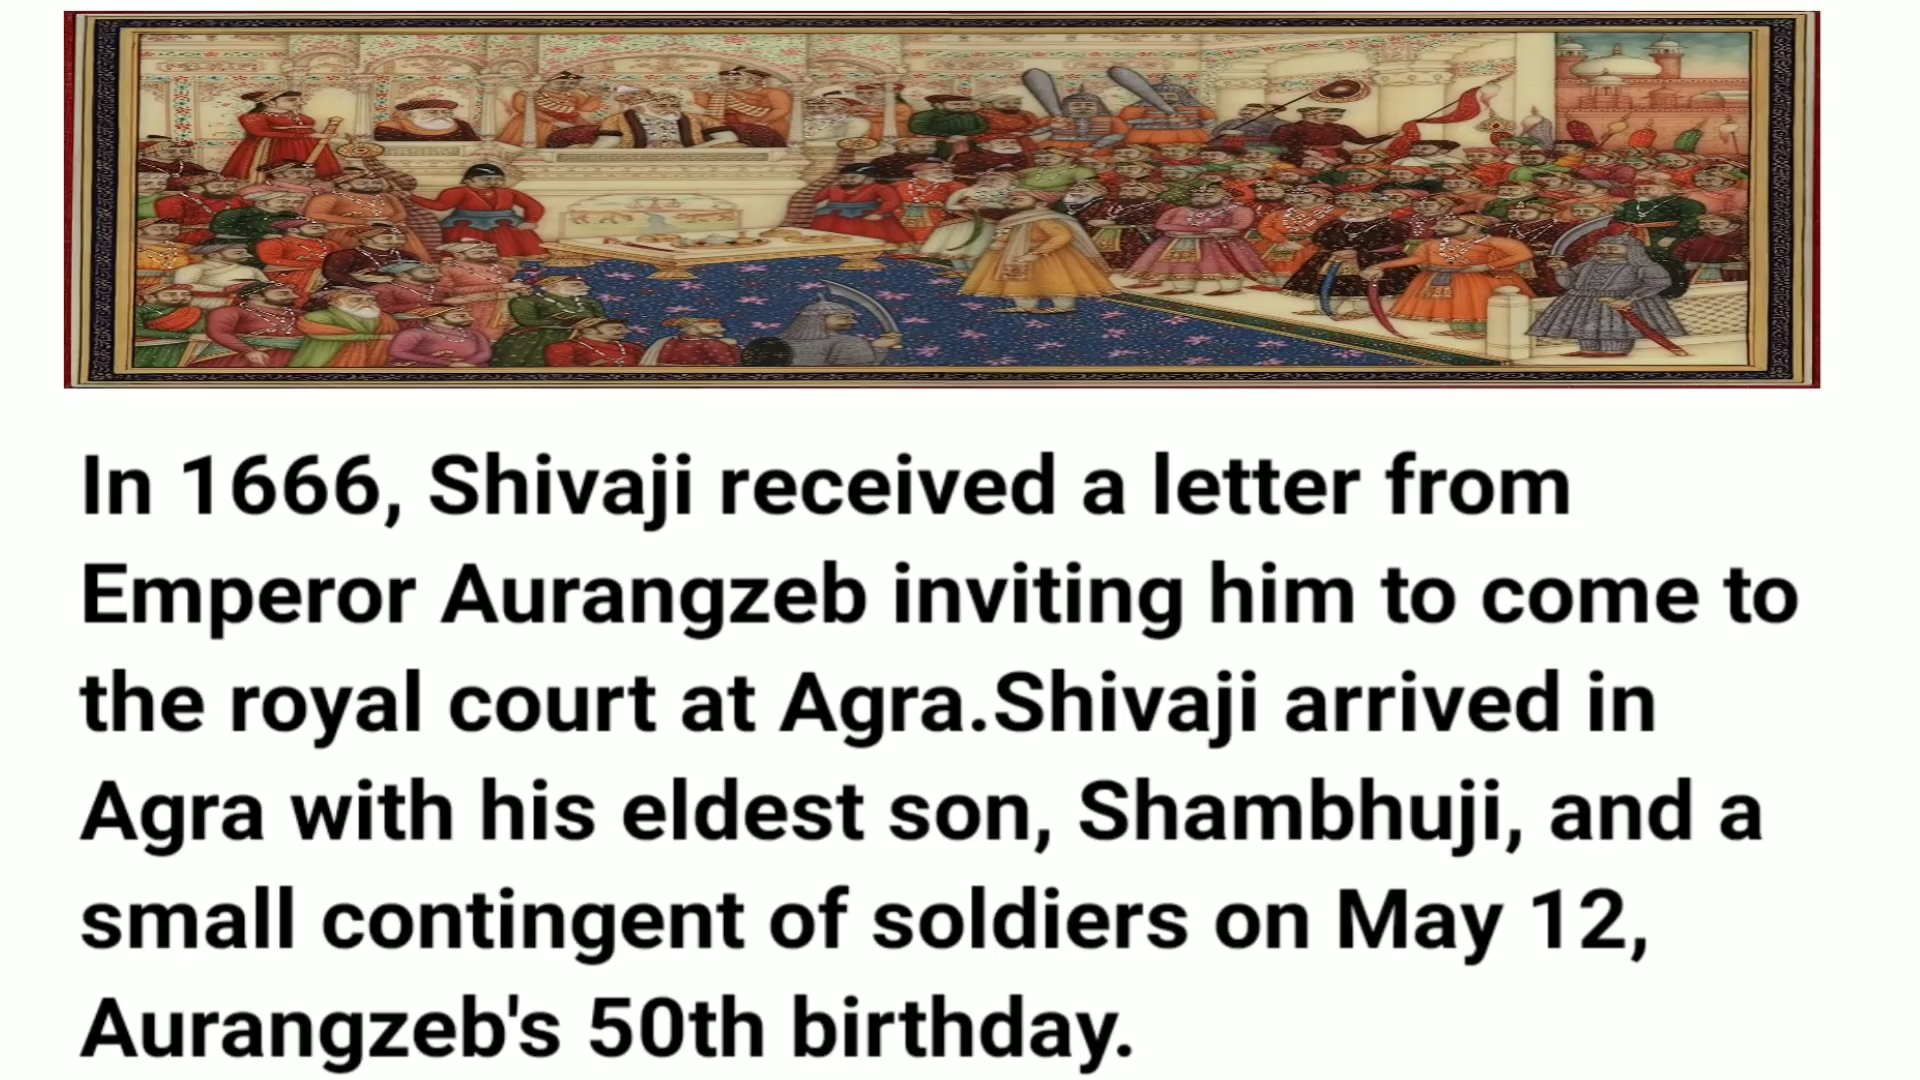 In 1666, Shivaji received a letter from
Emperor Aurangzeb inviting him to come to
the royal court at Agra.Shivaji arrived in
Agra with his eldest son, Shambhuji, and a
small contingent of soldiers on May 12,
Aurangzeb's 50th birthday.